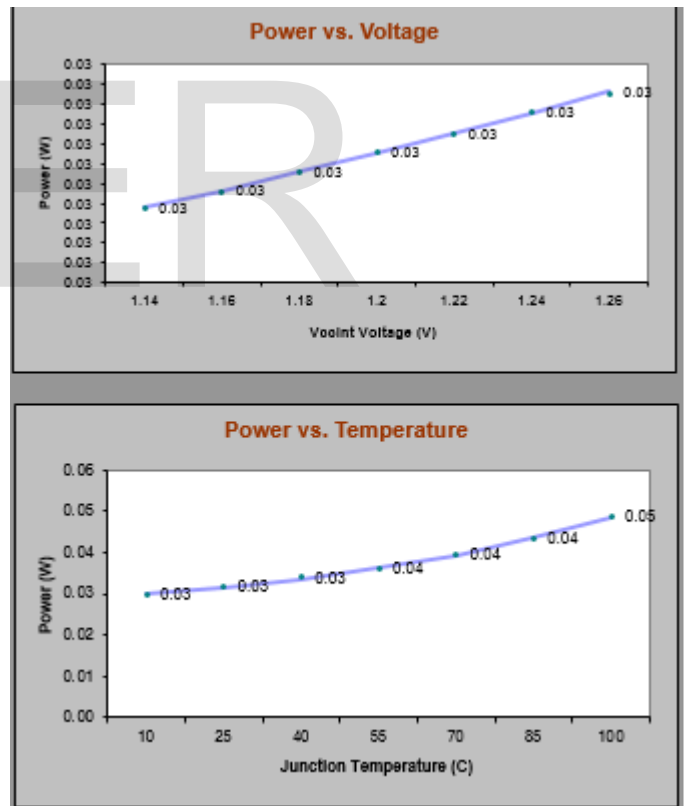 Power vs. Voltage
0.03
0.03
0.03
0.03
0.03
0.03
0.03
0.03
0.03
0.03
0.03
0.03
Power (W)
0.03
0.03
0.03
0.03
0.03
0.03
0.03
1.14 1.16 1.18 1.2 1.22 1.24 1.26
Vccint Voltage (V)
ER
Power vs. Temperature
0.06
0.05
0.04
0.03
0.02
0.01
0.00
Power (W)
0.03 0.03 0.03 0.04 0.04 0.04 0.05
10 25 40 55 70 85 100
Junction Temperature (C)